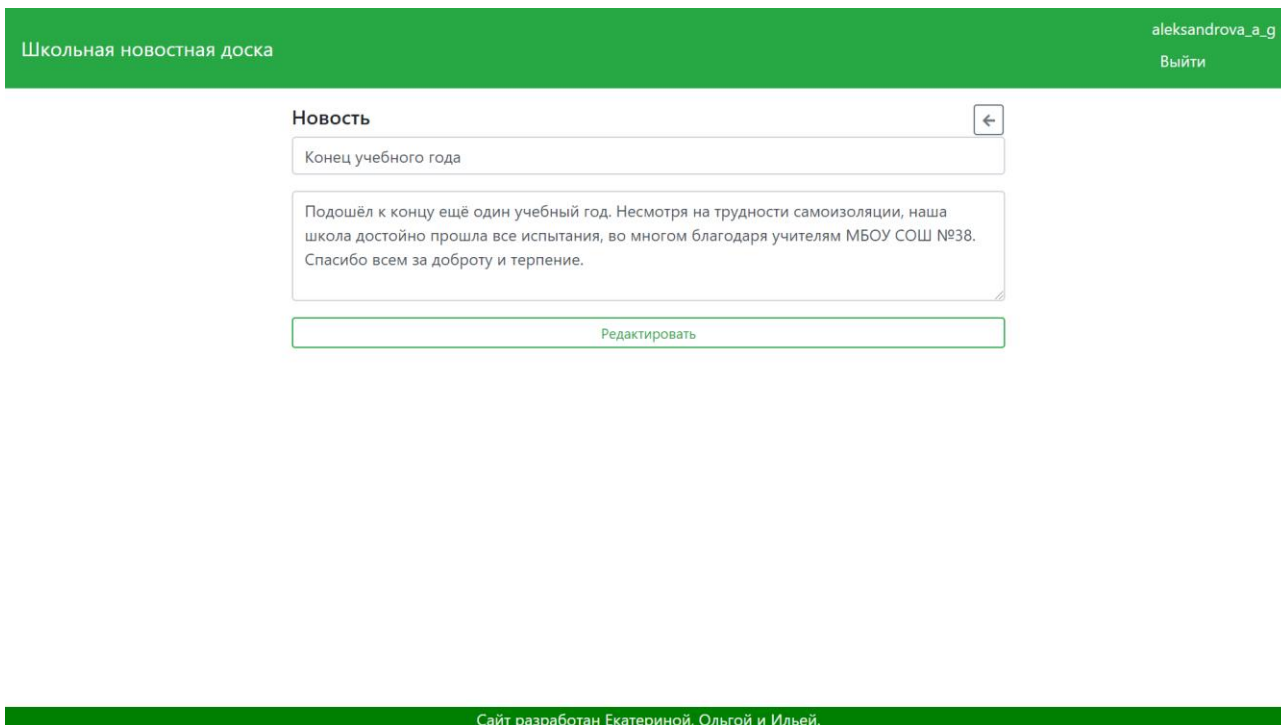 Школьная новостная доска
aleksandrova_a_g
Выйти
Новость
Конец учебного года
Подошёл к концу ещё один учебный год. Несмотря на трудности самоизоляции, наша
школа достойно прошла все испытания, во многом благодаря учителям МБОУ СОШ №38.
Спасибо всем за доброту и терпение.
Редактировать
Сайт разработан Екатериной, Ольгой и Ильей.